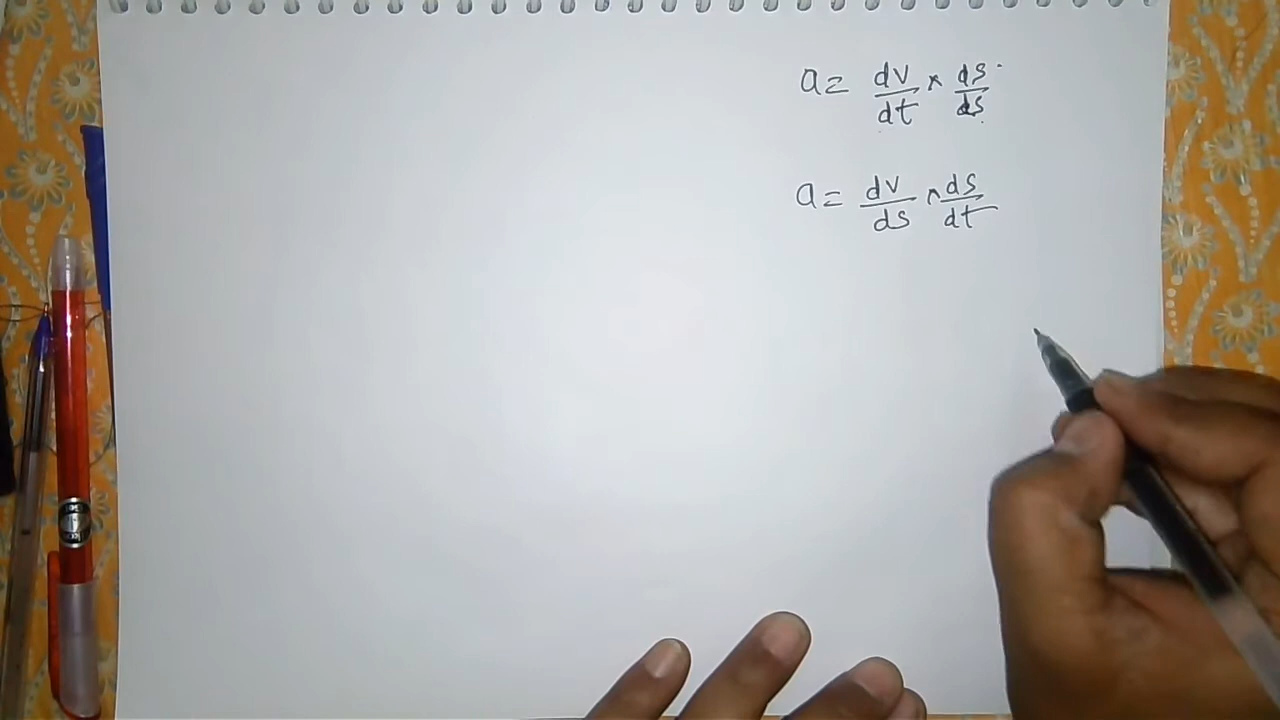 a = dv/dt × ds/ds
a = dv/ds × ds/dt